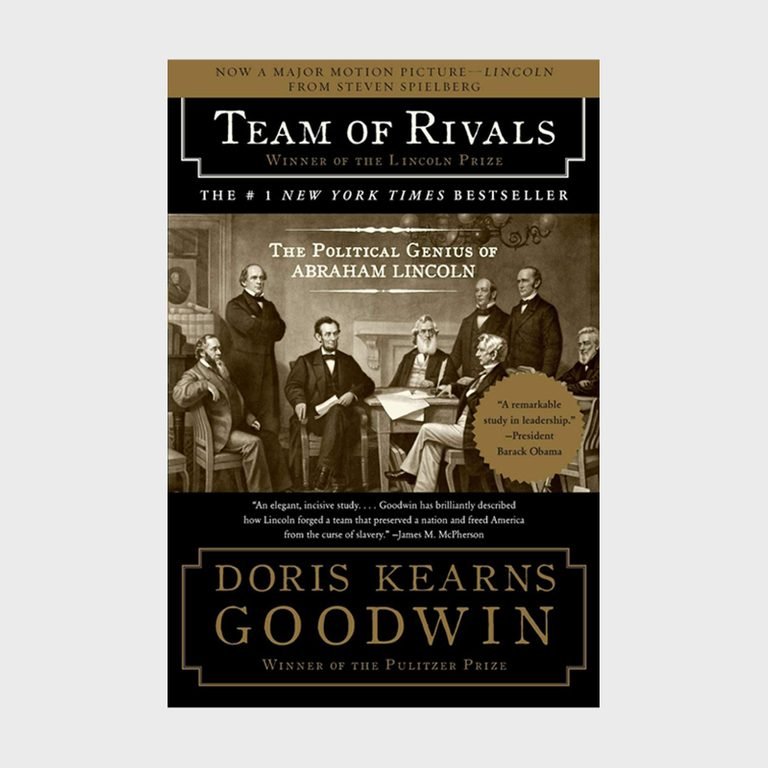 NOW A MAJOR MOTION PICTURE—LINCOLN
FROM STEVEN SPIELBERG
TEAM OF RIVALS
WINNER OF THE LINCOLN PRIZE
THE # 1 NEW YORK TIMES BESTSELLER
THE POLITICAL GENIUS OF
ABRAHAM LINCOLN
“A remarkable
study in leadership.”
—President
Barack Obama
“An elegant, incisive study. . . . Goodwin has brilliantly described
how Lincoln forged a team that preserved a nation and freed America
from the curse of slavery.” —James M. McPherson
DORIS KEARNS
GOODWIN
WINNER OF THE PULITZER PRIZE